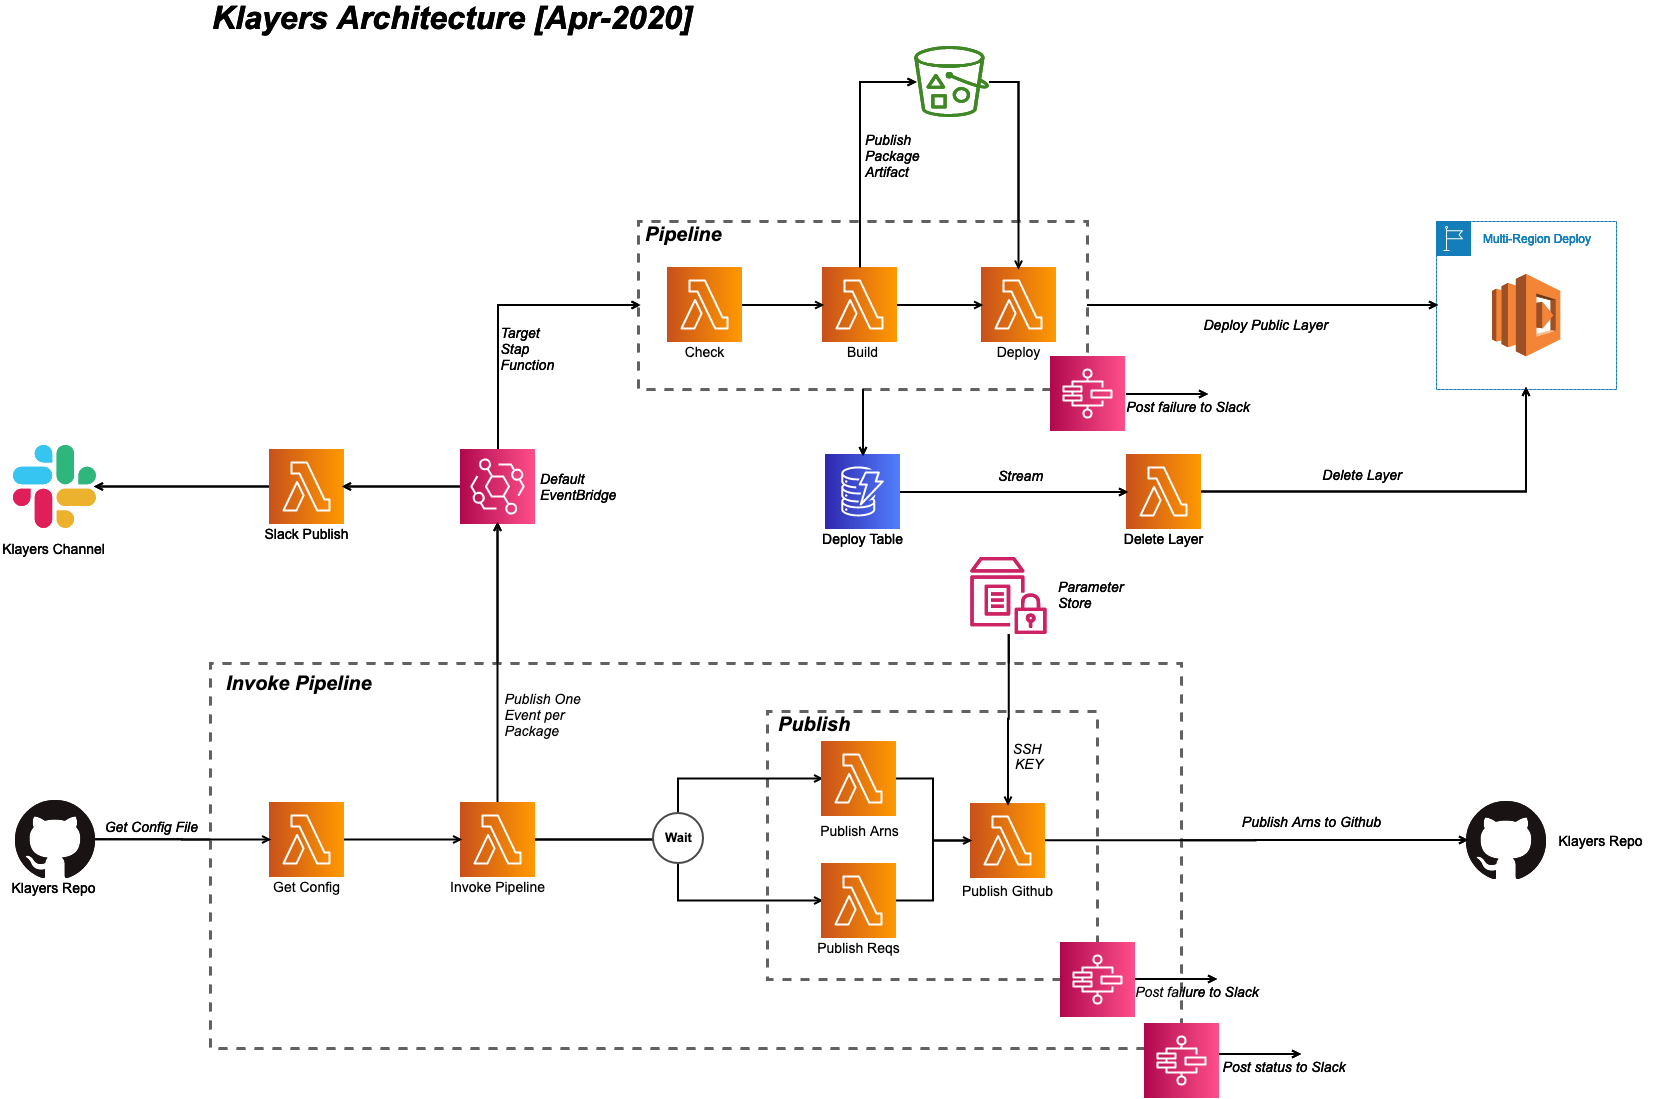 Klayers Architecture [Apr-2020]
Publish
Package
Artifact
Pipeline
Multi-Region Deploy
Check
Build
Deploy
Deploy Public Layer
Target
Stap
Function
Post failure to Slack
Default
EventBridge
Stream
Delete Layer
Slack Publish
Klayers Channel
Deploy Table
Delete Layer
Parameter
Store
Invoke Pipeline
Publish One
Event per
Package
Publish
SSH
KEY
Get Config File
Wait
Publish Arns
Publish Arns to Github
Klayers Repo
Klayers Repo
Get Config
Invoke Pipeline
Publish Github
Publish Reqs
Post failure to Slack
Post status to Slack